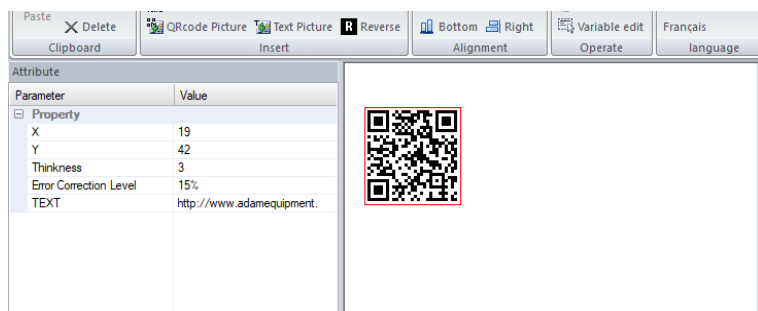 Paste
Delete
QRcode Picture Text Picture R Reverse
Bottom Right
Variable edit
Français
Clipboard Insert Alignment Operate language
Attribute
Parameter Value
Property
X 19
Y 42
Thinkness 3
Error Correction Level 15%
TEXT http://www.adamequipment.